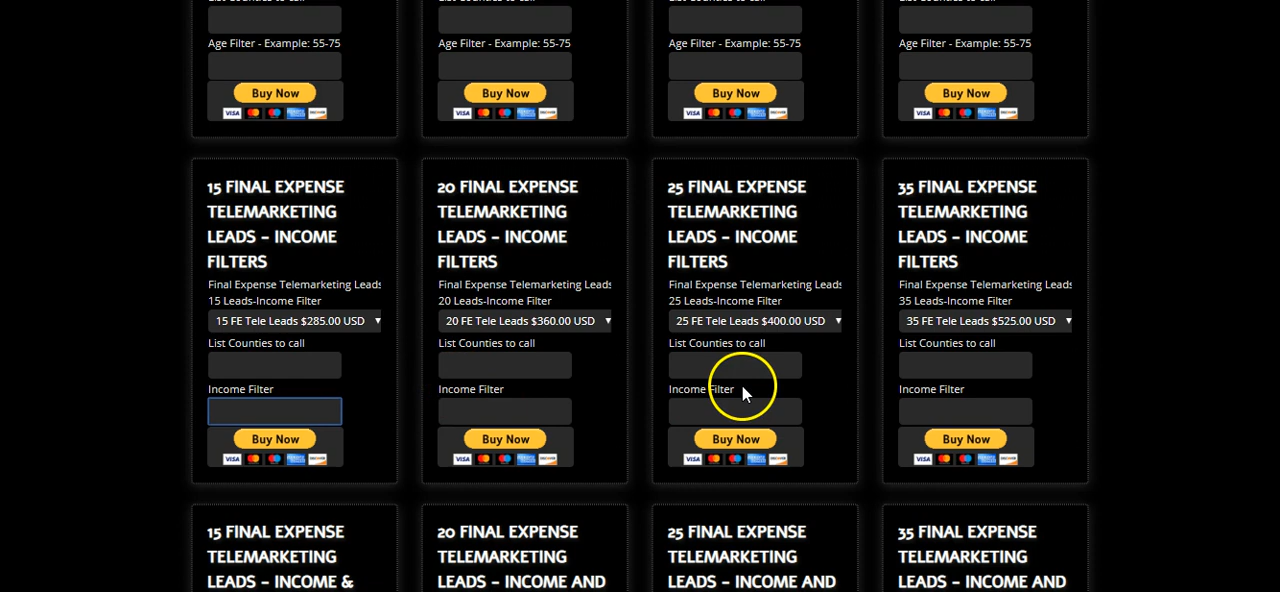 Age Filter - Example: 55-75
Age Filter - Example: 55-75
Age Filter - Example: 55-75
Age Filter - Example: 55-75
Buy Now
Buy Now
Buy Now
Buy Now
VISA
VISA
VISA
VISA
15 FINAL EXPENSE
TELEMARKETING
LEADS – INCOME
FILTERS
Final Expense Telemarketing Leads
15 Leads-Income Filter
15 FE Tele Leads $285.00 USD
List Counties to call
Income Filter
Buy Now
VISA
20 FINAL EXPENSE
TELEMARKETING
LEADS – INCOME
FILTERS
Final Expense Telemarketing Leads
20 Leads-Income Filter
20 FE Tele Leads $360.00 USD
List Counties to call
Income Filter
Buy Now
VISA
25 FINAL EXPENSE
TELEMARKETING
LEADS – INCOME
FILTERS
Final Expense Telemarketing Leads
25 Leads-Income Filter
25 FE Tele Leads $400.00 USD
List Counties to call
Income Filter
Buy Now
VISA
35 FINAL EXPENSE
TELEMARKETING
LEADS – INCOME
FILTERS
Final Expense Telemarketing Leads
35 Leads-Income Filter
35 FE Tele Leads $525.00 USD
List Counties to call
Income Filter
Buy Now
VISA
15 FINAL EXPENSE
TELEMARKETING
LEADS – INCOME &
20 FINAL EXPENSE
TELEMARKETING
LEADS – INCOME AND
25 FINAL EXPENSE
TELEMARKETING
LEADS – INCOME AND
35 FINAL EXPENSE
TELEMARKETING
LEADS – INCOME AND